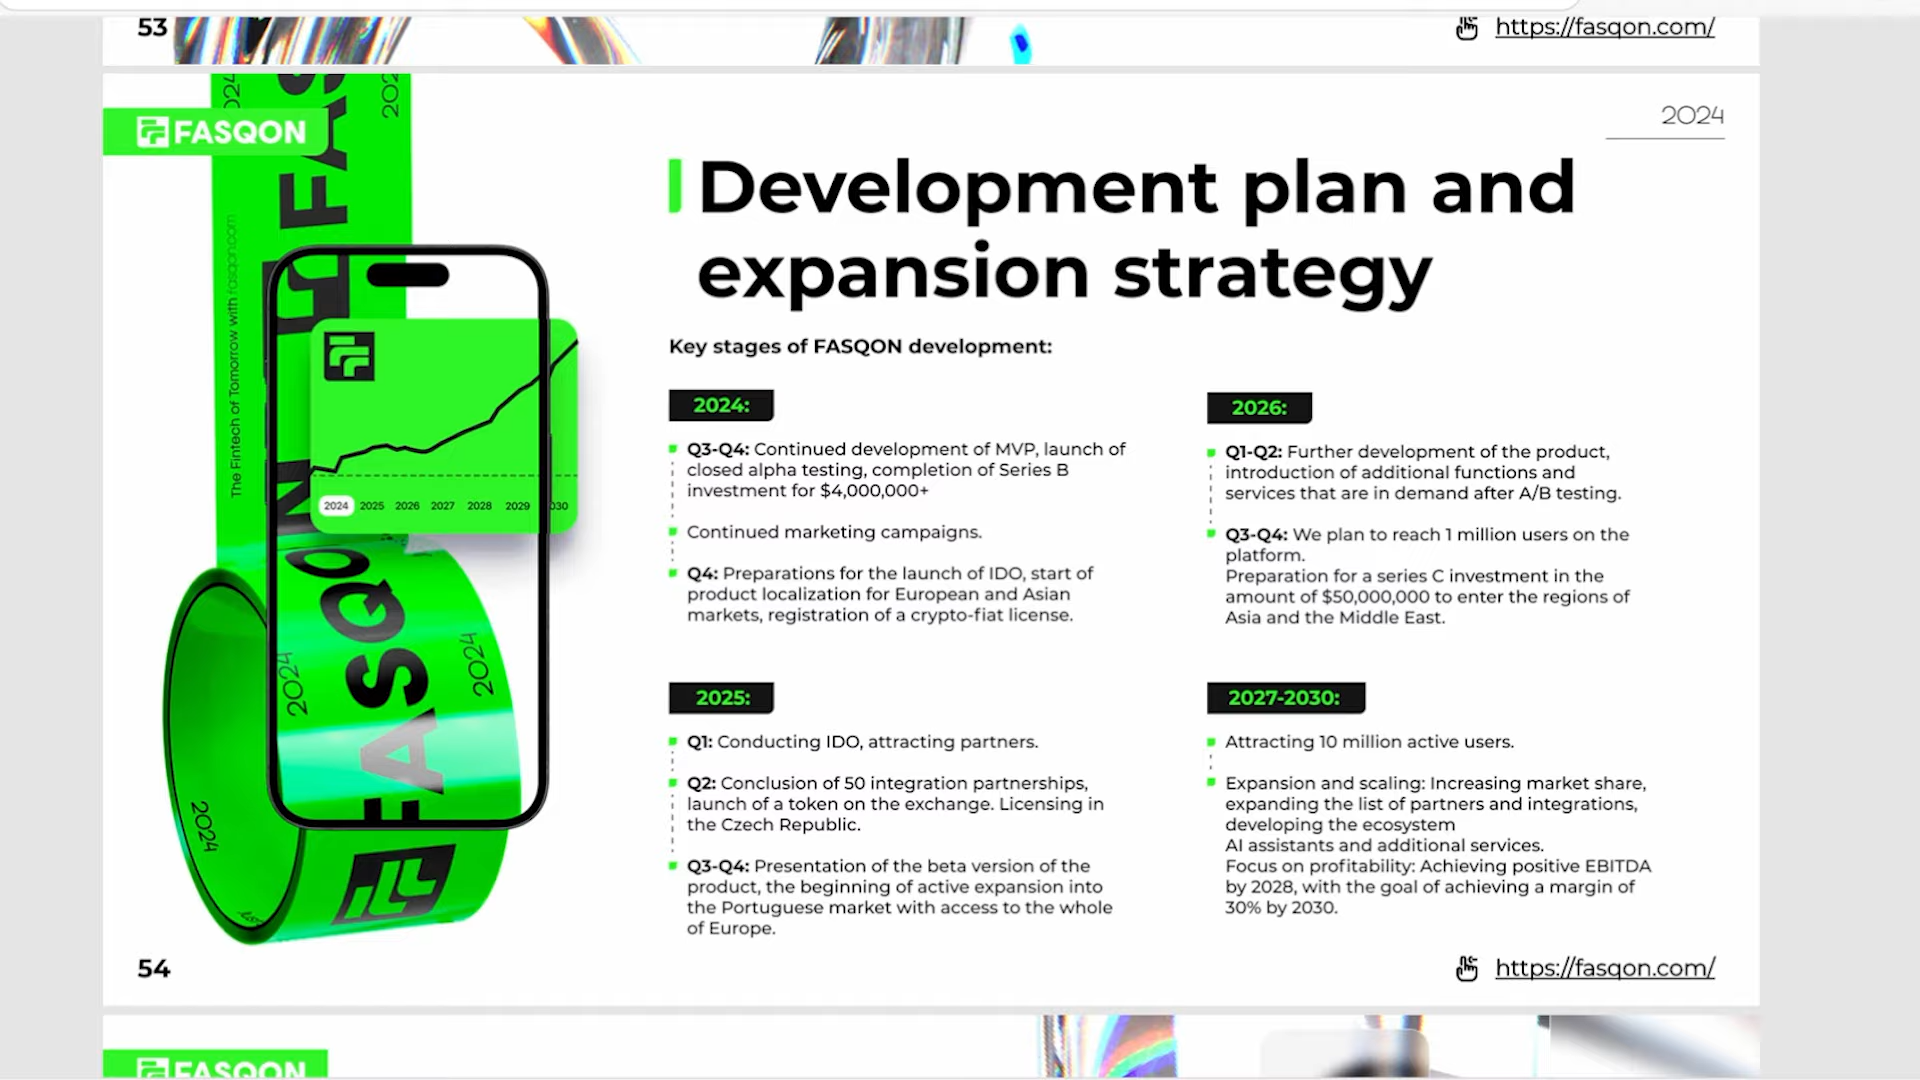 53
https://fasqon.com/
FASQON
2024
Development plan and
expansion strategy
Key stages of FASQON development:
2024:
Q3-Q4: Continued development of MVP, launch of
closed alpha testing, completion of Series B
investment for $4,000,000+
Continued marketing campaigns.
Q4: Preparations for the launch of IDO, start of
product localization for European and Asian
markets, registration of a crypto-fiat license.
2025:
Q1: Conducting IDO, attracting partners.
Q2: Conclusion of 50 integration partnerships,
launch of a token on the exchange. Licensing in
the Czech Republic.
Q3-Q4: Presentation of the beta version of the
product, the beginning of active expansion into
the Portuguese market with access to the whole
of Europe.
2026:
Q1-Q2: Further development of the product,
introduction of additional functions and
services that are in demand after A/B testing.
Q3-Q4: We plan to reach 1 million users on the
platform.
Preparation for a series C investment in the
amount of $50,000,000 to enter the regions of
Asia and the Middle East.
2027-2030:
Attracting 10 million active users.
Expansion and scaling: Increasing market share,
expanding the list of partners and integrations,
developing the ecosystem
AI assistants and additional services.
Focus on profitability: Achieving positive EBITDA
by 2028, with the goal of achieving a margin of
30% by 2030.
The Fintech of Tomorrow with fasqon.com
2024 2025 2026 2027 2028 2029 030
FASQO
2024
2024
2024
54
https://fasqon.com/
FASQON